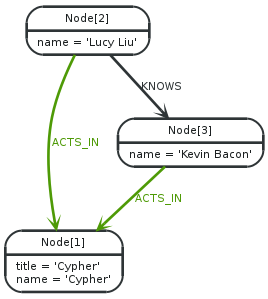 Node[2]
name = 'Lucy Liu'
KNOWS
Node[3]
name = 'Kevin Bacon'
ACTS_IN
ACTS_IN
Node[1]
title = 'Cypher'
name = 'Cypher'